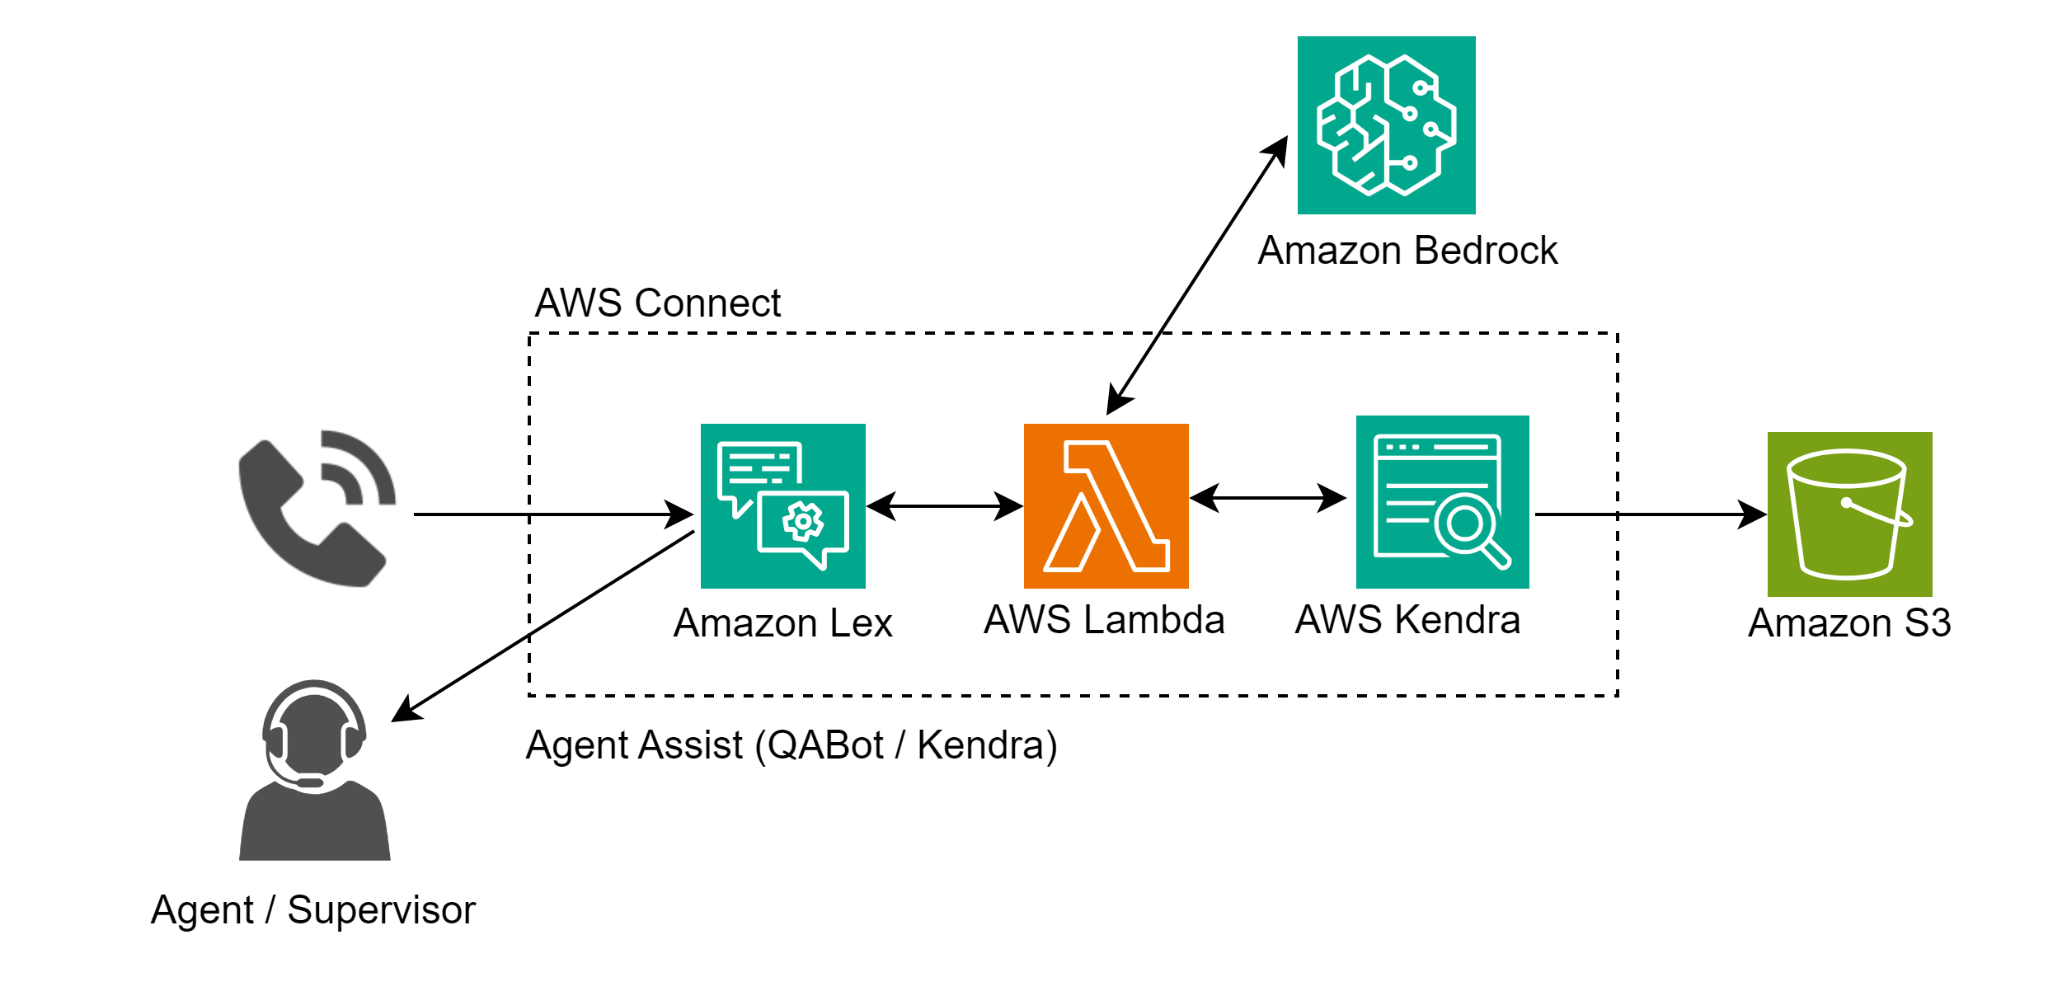 Amazon Bedrock
AWS Connect
Amazon Lex
AWS Lambda
AWS Kendra
Amazon S3
Agent Assist (QABot / Kendra)
Agent / Supervisor